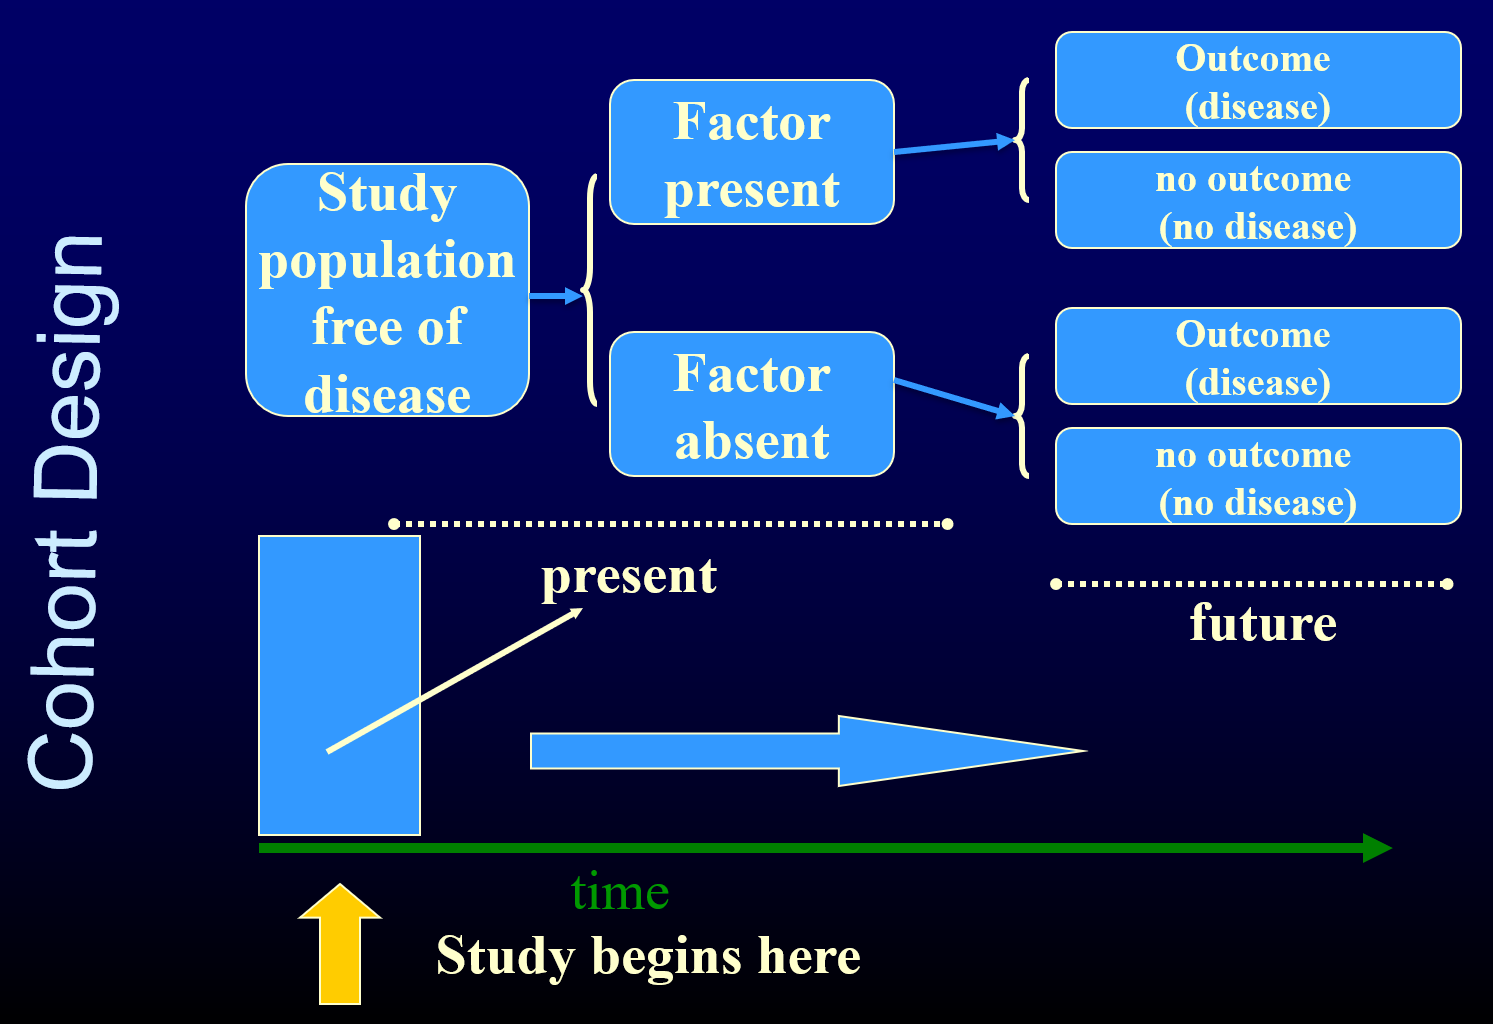 Cohort Design
Study
population
free of
disease
Factor
present
Factor
absent
Outcome
(disease)
no outcome
(no disease)
Outcome
(disease)
no outcome
(no disease)
present
future
time
Study begins here